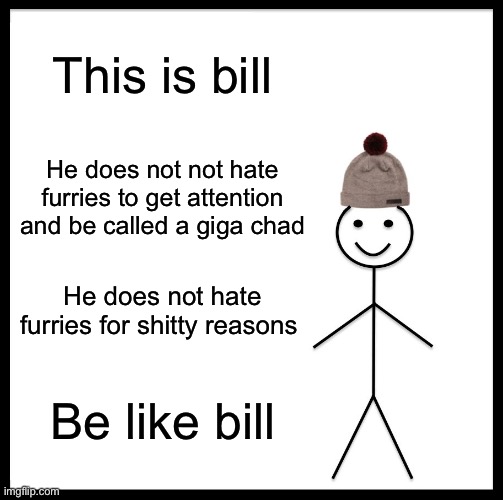 This is bill
He does not not hate
furries to get attention
and be called a giga chad
He does not hate
furries for shitty reasons
Be like bill
imgflip.com